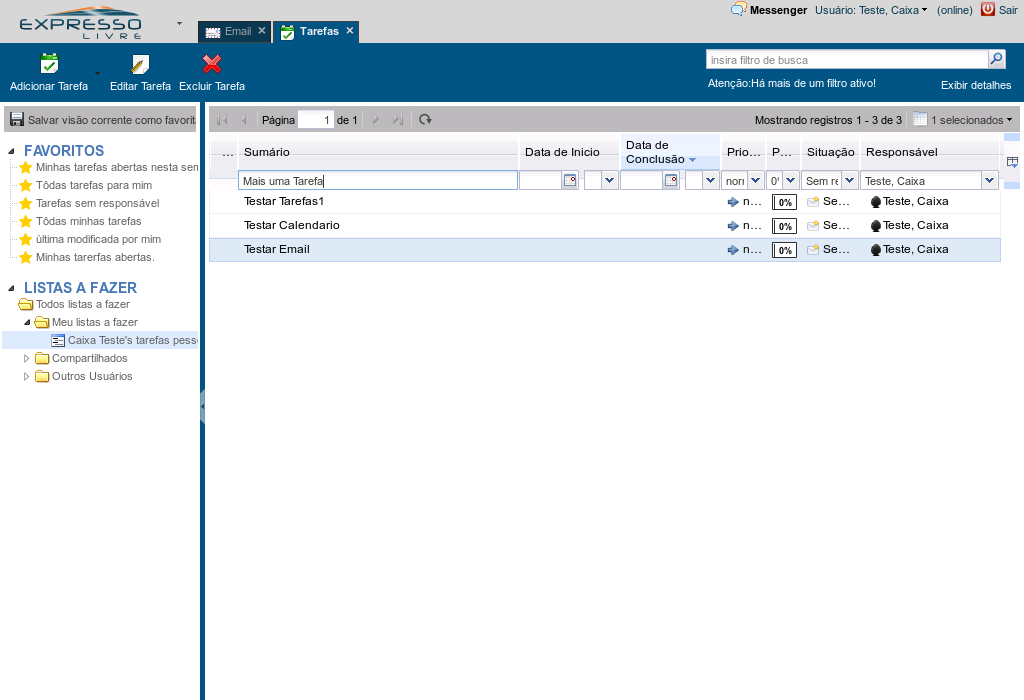 EXPRESSO
LIVRE
Email
Tarefas
Messenger
Usuário: Teste, Caixa
(online)
Sair
Adicionar Tarefa
Editar Tarefa
Excluir Tarefa
insira filtro de busca
Atenção:Há mais de um filtro ativo!
Exibir detalhes
Salvar visão corrente como favorit
FAVORITOS
Minhas tarefas abertas nesta sen
Tôdas tarefas para mim
Tarefas sem responsável
Tôdas minhas tarefas
última modificada por mim
Minhas tarerfas abertas.
LISTAS A FAZER
Todos listas a fazer
Meu listas a fazer
Caixa Teste's tarefas pess
Compartilhados
Outros Usuários
Página 1 de 1
Mostrando registros 1 - 3 de 3
1 selecionados
... Sumário Data de Inicio Data de Conclusão Prio... P... Situação Responsável
Mais uma Tarefa norr 0% Sem re Teste, Caixa
Testar Tarefas1 n... 0% Se... Teste, Caixa
Testar Calendario n... 0% Se... Teste, Caixa
Testar Email n... 0% Se... Teste, Caixa